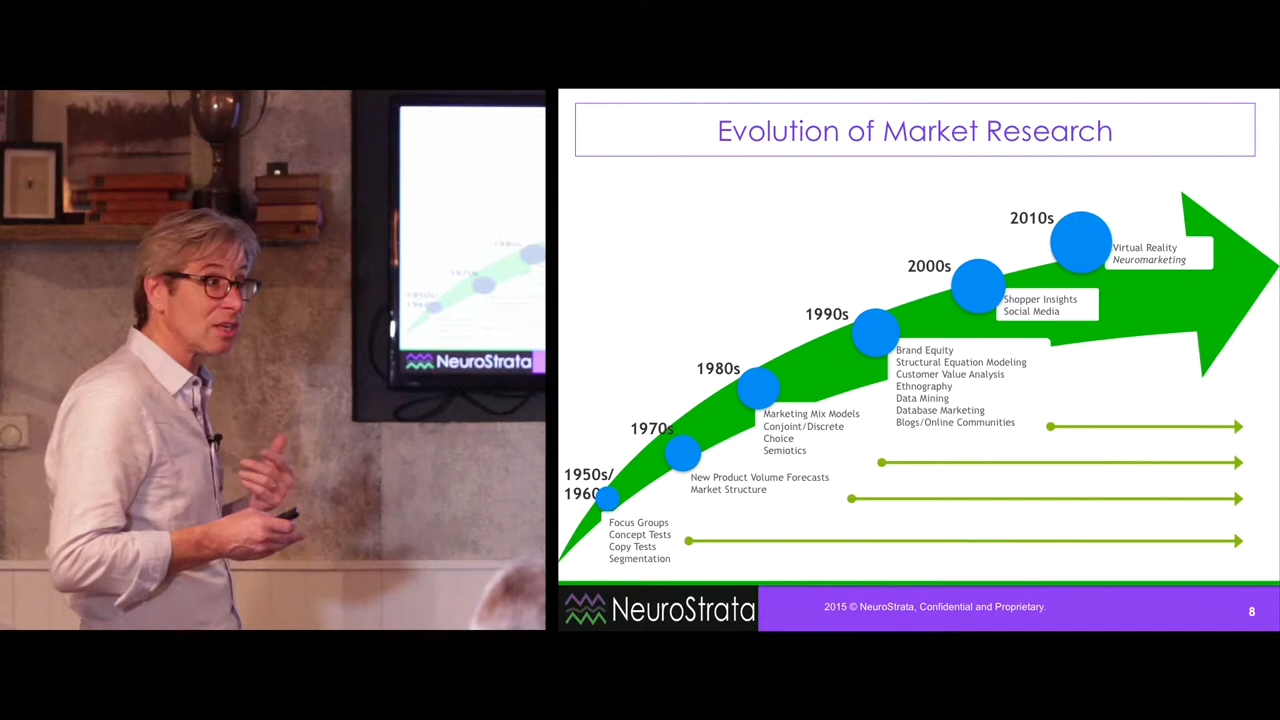 NeuroStrata
Evolution of Market Research
2010s
Virtual Reality
Neuromarketing
2000s
Shopper Insights
Social Media
1990s
Brand Equity
Structural Equation Modeling
Customer Value Analysis
Ethnography
Data Mining
Database Marketing
Blogs/Online Communities
1980s
Marketing Mix Models
Conjoint/Discrete
Choice
Semiotics
1970s
New Product Volume Forecasts
Market Structure
1950s/
1960s
Focus Groups
Concept Tests
Copy Tests
Segmentation
NeuroStrata
2015 © NeuroStrata, Confidential and Proprietary.
8